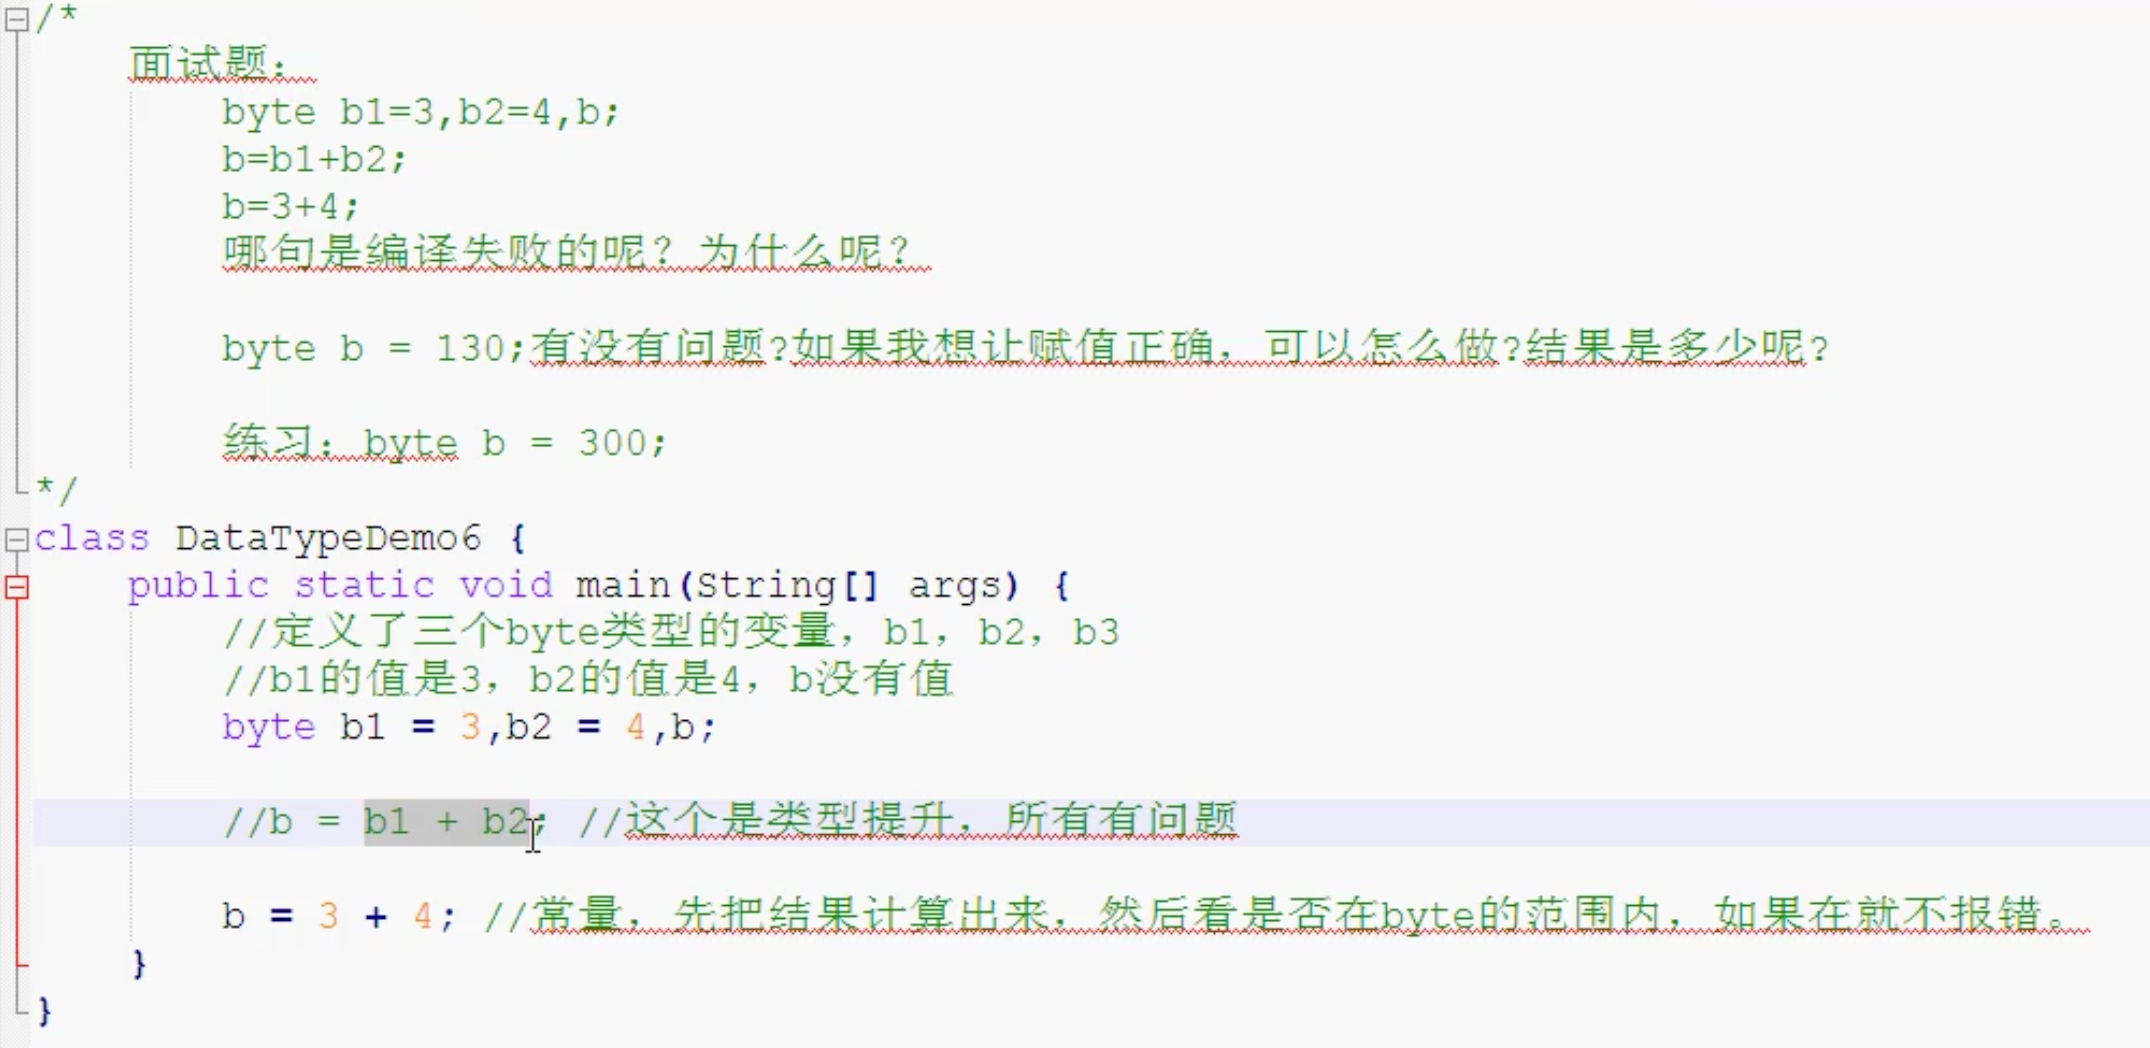 /*
面试题：
byte b1=3,b2=4,b;
b=b1+b2;
b=3+4;
哪句是编译失败的呢？为什么呢？
byte b = 130;有没有问题?如果我想让赋值正确，可以怎么做?结果是多少呢?
练习：byte b = 300;
*/
class DataTypeDemo6 {
public static void main(String[] args) {
//定义了三个byte类型的变量，b1，b2，b3
//b1的值是3，b2的值是4，b没有值
byte b1 = 3,b2 = 4,b;
//b = b1 + b2; //这个是类型提升，所有有问题
b = 3 + 4; //常量，先把结果计算出来，然后看是否在byte的范围内，如果在就不报错。
}
}